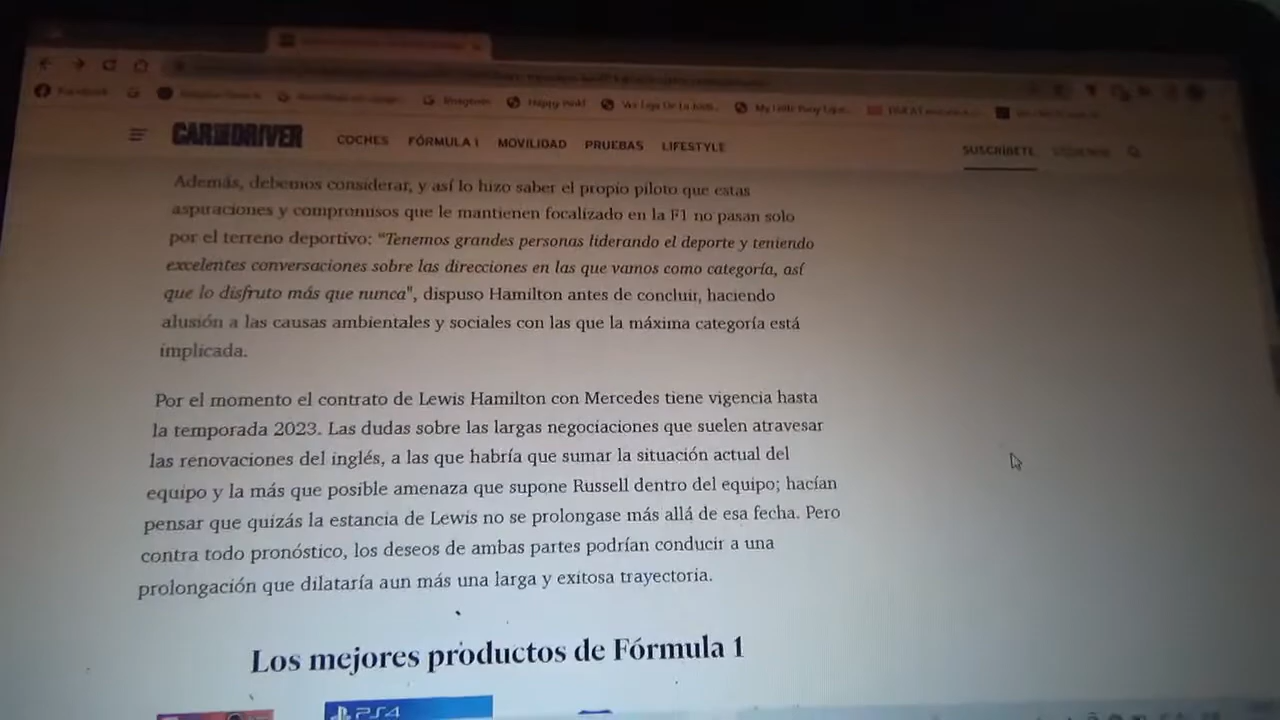 Facebook
Imágenes
Happy Pink!
CAR AND DRIVER COCHES FÓRMULA 1 MOVILIDAD PRUEBAS LIFESTYLE SUSCRÍBETE
Además, debemos considerar, y así lo hizo saber el propio piloto que estas
aspiraciones y compromisos que le mantienen focalizado en la F1 no pasan solo
por el terreno deportivo: "Tenemos grandes personas liderando el deporte y teniendo
excelentes conversaciones sobre las direcciones en las que vamos como categoría, así
que lo disfruto más que nunca", dispuso Hamilton antes de concluir, haciendo
alusión a las causas ambientales y sociales con las que la máxima categoría está
implicada.
Por el momento el contrato de Lewis Hamilton con Mercedes tiene vigencia hasta
la temporada 2023. Las dudas sobre las largas negociaciones que suelen atravesar
las renovaciones del inglés, a las que habría que sumar la situación actual del
equipo y la más que posible amenaza que supone Russell dentro del equipo; hacían
pensar que quizás la estancia de Lewis no se prolongase más allá de esa fecha. Pero
contra todo pronóstico, los deseos de ambas partes podrían conducir a una
prolongación que dilataría aun más una larga y exitosa trayectoria.
Los mejores productos de Fórmula 1
PS4